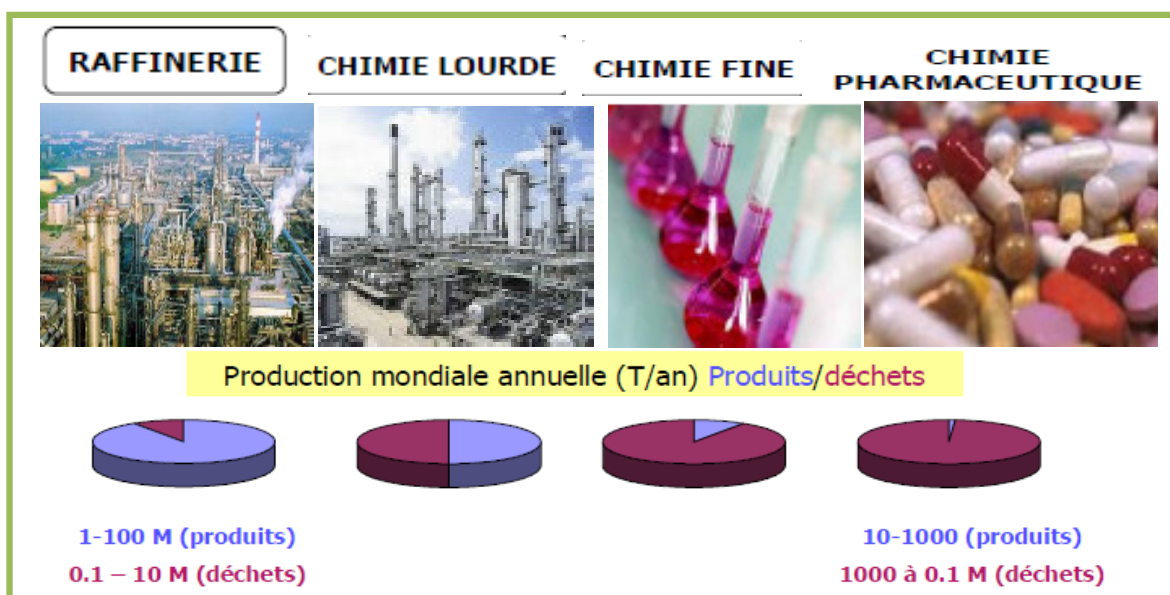 RAFFINERIE
CHIMIE LOURDE
CHIMIE FINE
CHIMIE
PHARMACEUTIQUE
Production mondiale annuelle (T/an) Produits/déchets
1-100 M (produits)
0.1 – 10 M (déchets)
10-1000 (produits)
1000 à 0.1 M (déchets)